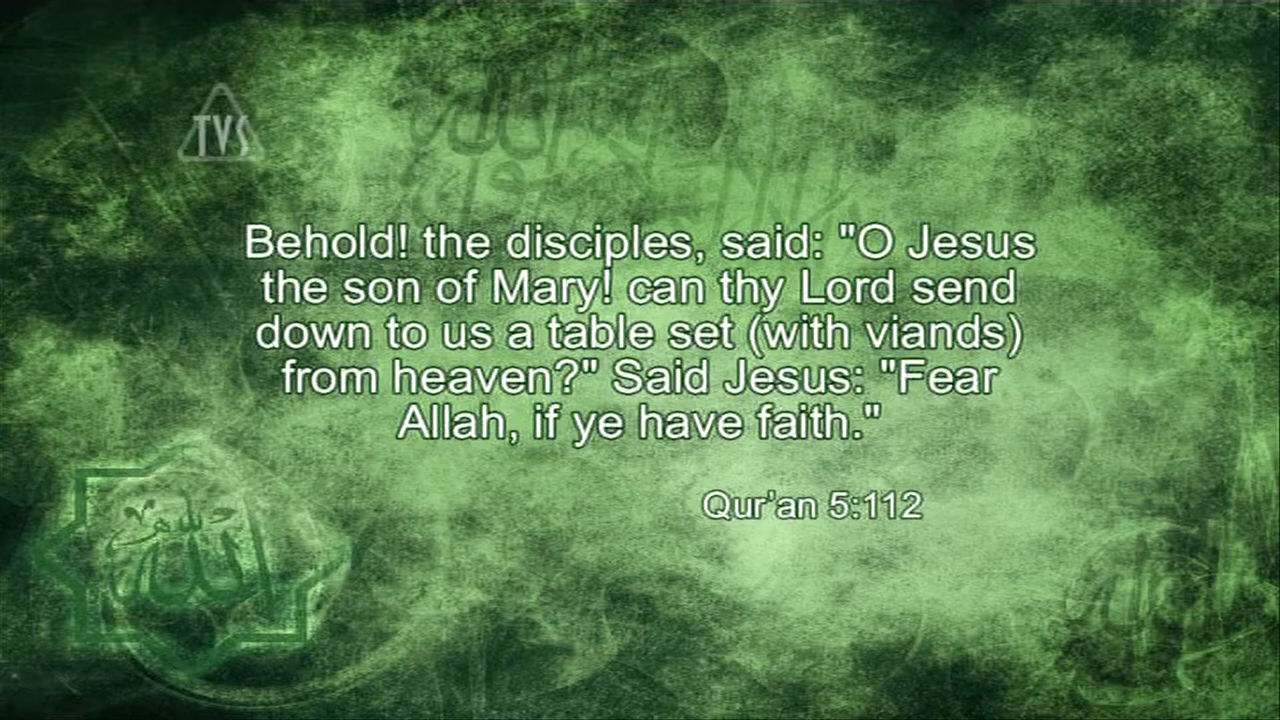 TVS
Behold! the disciples, said: "O Jesus
the son of Mary! can thy Lord send
down to us a table set (with viands)
from heaven?" Said Jesus: "Fear
Allah, if ye have faith."
Qur'an 5:112
الله